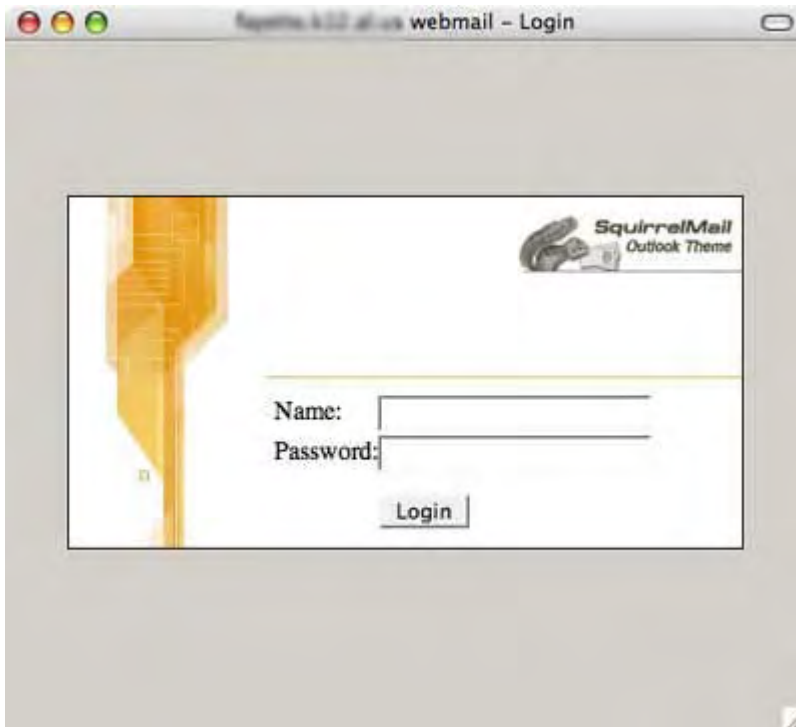 webmail – Login
SquirrelMail
Outlook Theme
Name:
Password:
Login